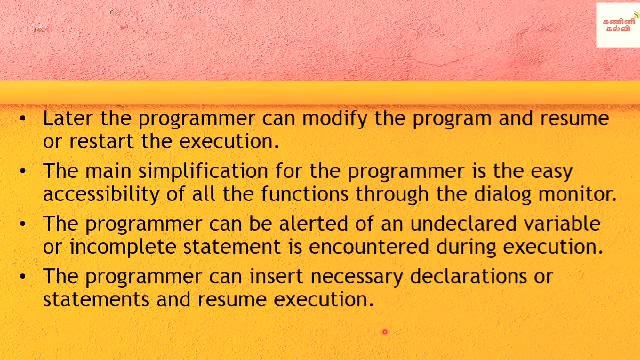 கணினி
கல்வி
• Later the programmer can modify the program and resume
or restart the execution.
• The main simplification for the programmer is the easy
accessibility of all the functions through the dialog monitor.
• The programmer can be alerted of an undeclared variable
or incomplete statement is encountered during execution.
• The programmer can insert necessary declarations or
statements and resume execution.